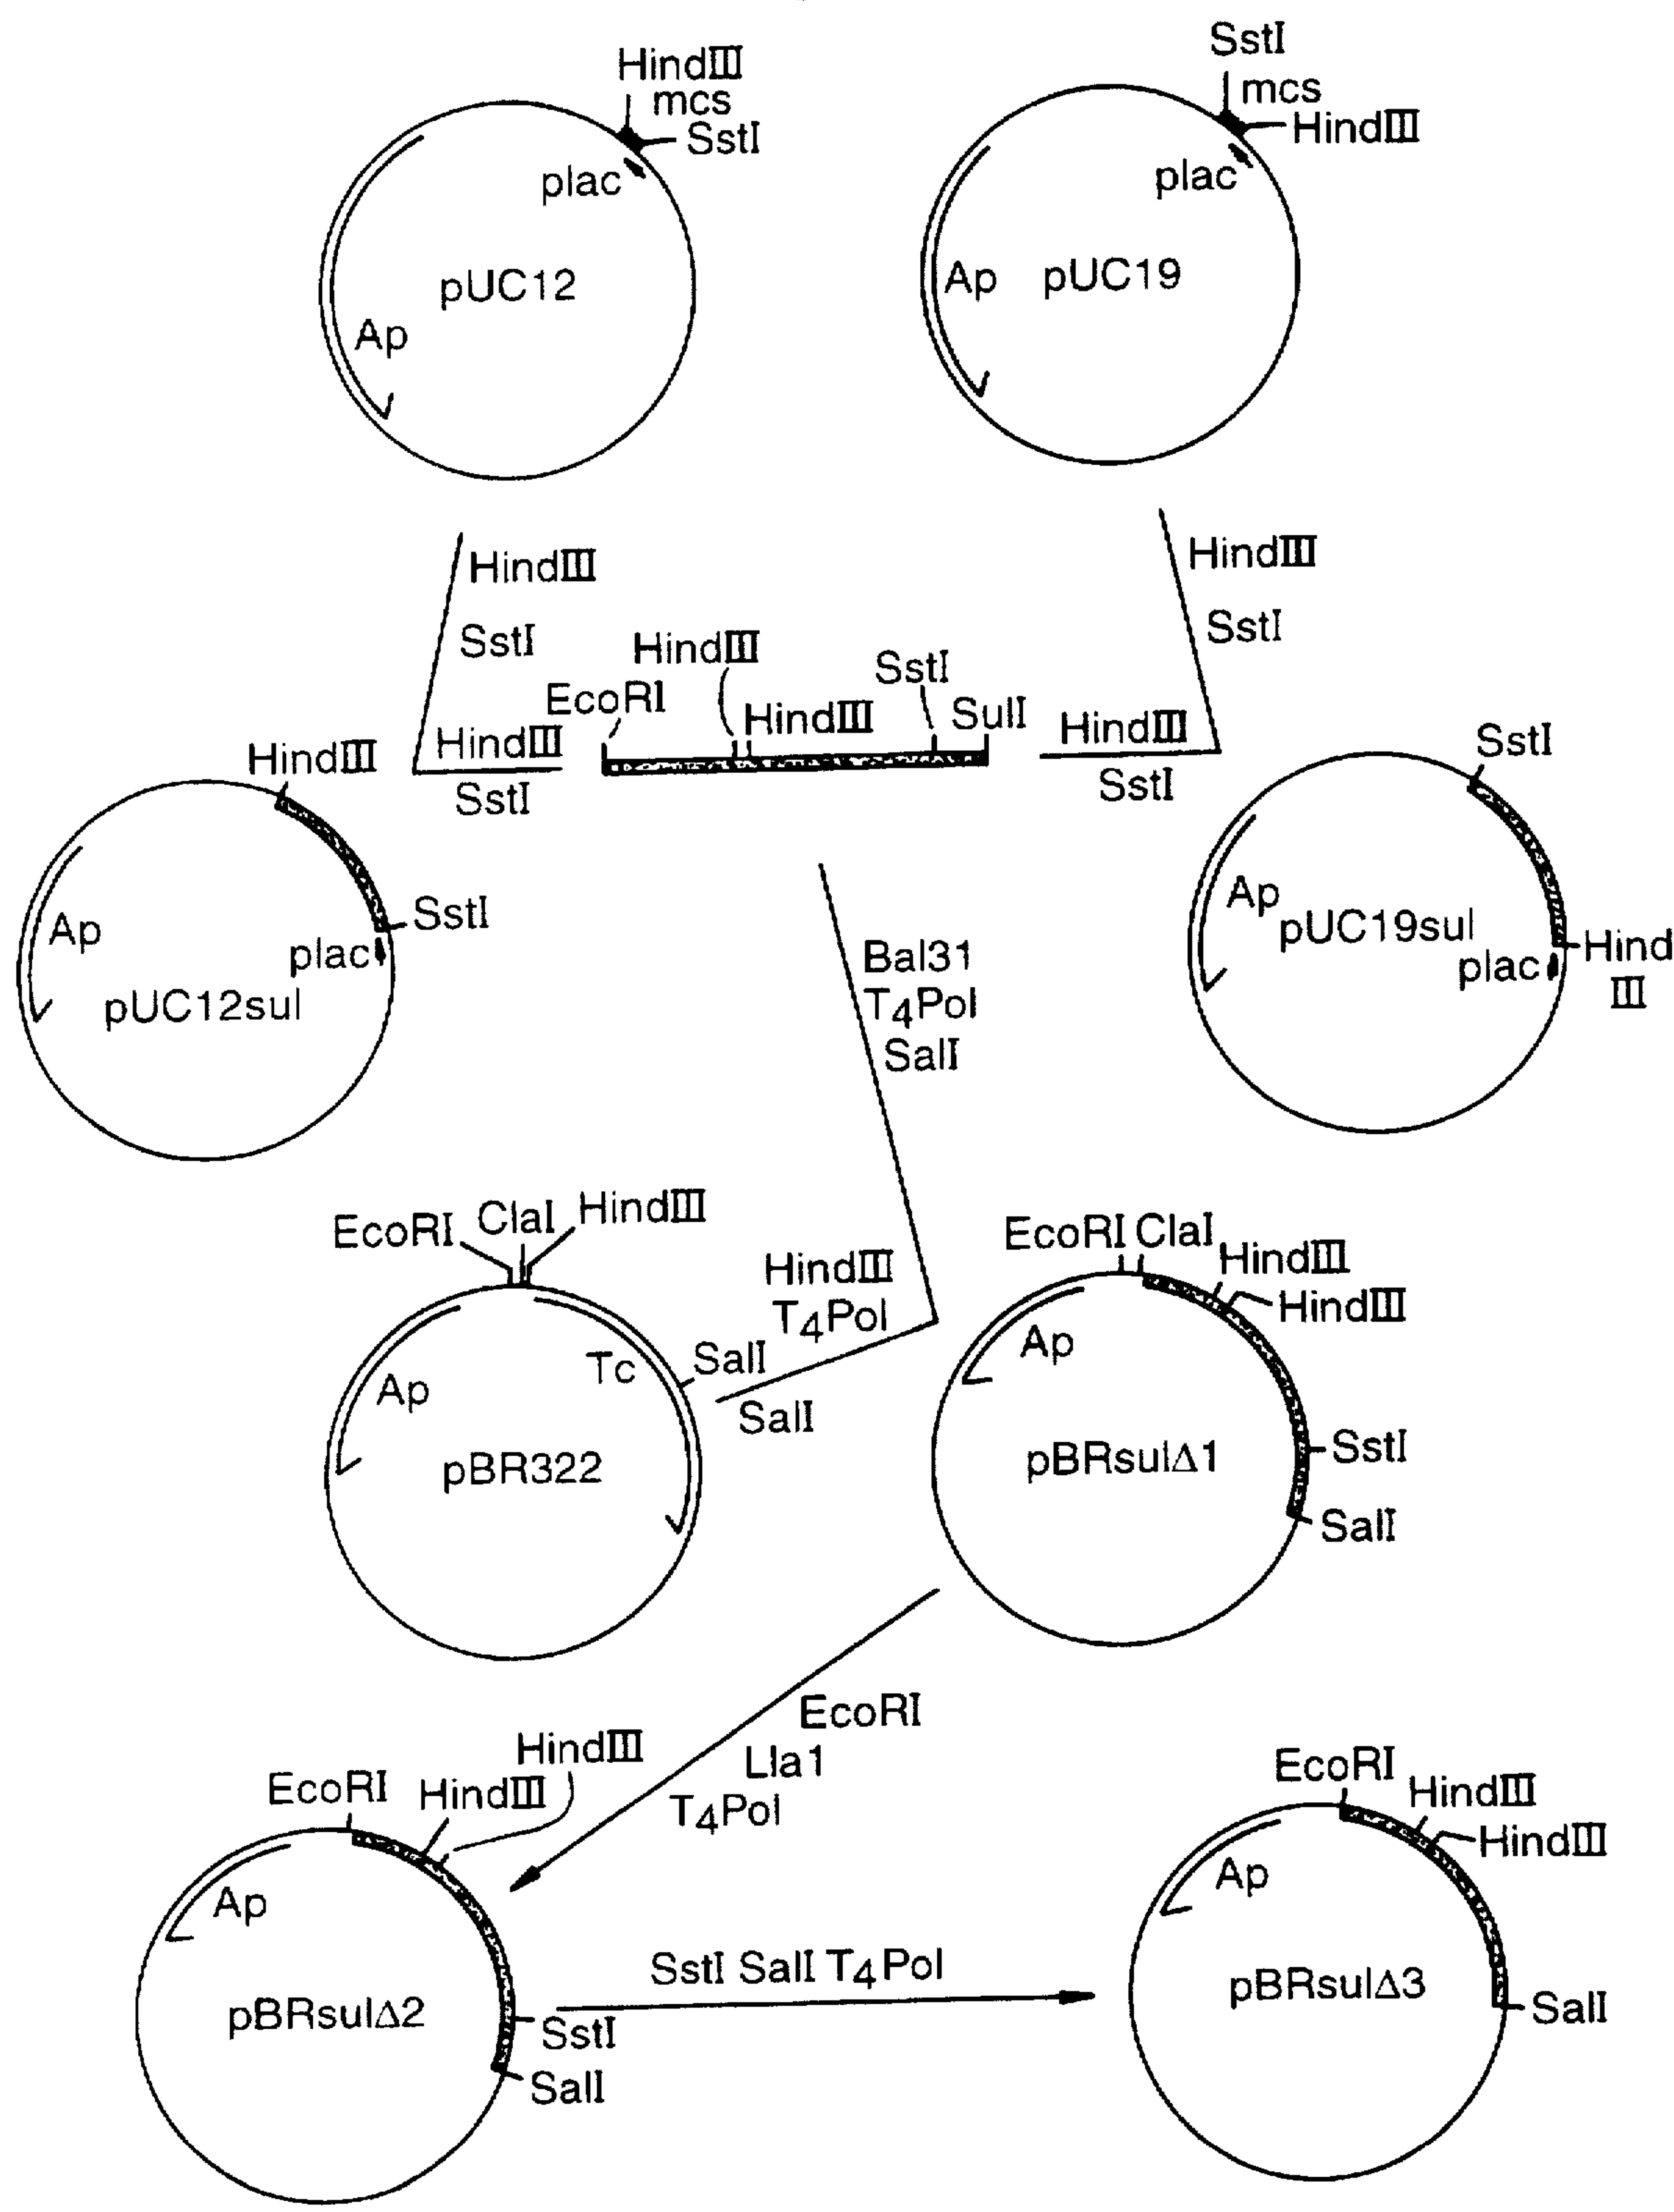 HindIII
mcs
SstI
plac
pUC12
Ap
SstI
mcs
HindIII
plac
Ap
pUC19
HindIII
SstI
HindIII
SstI
HindIII
EcoRI
HindIII
SstI
SulI
HindIII
SstI
HindIII
SstI
HindIII
SstI
Ap
plac
pUC12sul
SstI
Ap
pUC19sul
plac
Hind
III
Bal31
T4Pol
SalI
EcoRI
ClaI
HindIII
HindIII
T4Pol
SalI
SalI
Tc
Ap
pBR322
EcoRI
ClaI
HindIII
HindIII
Ap
pBRsulΔ1
SstI
SalI
EcoRI
Lla1
T4Pol
EcoRI
HindIII
HindIII
Ap
pBRsulΔ2
SstI
SalI
SstI SalI T4Pol
EcoRI
HindIII
HindIII
Ap
pBRsulΔ3
SalI